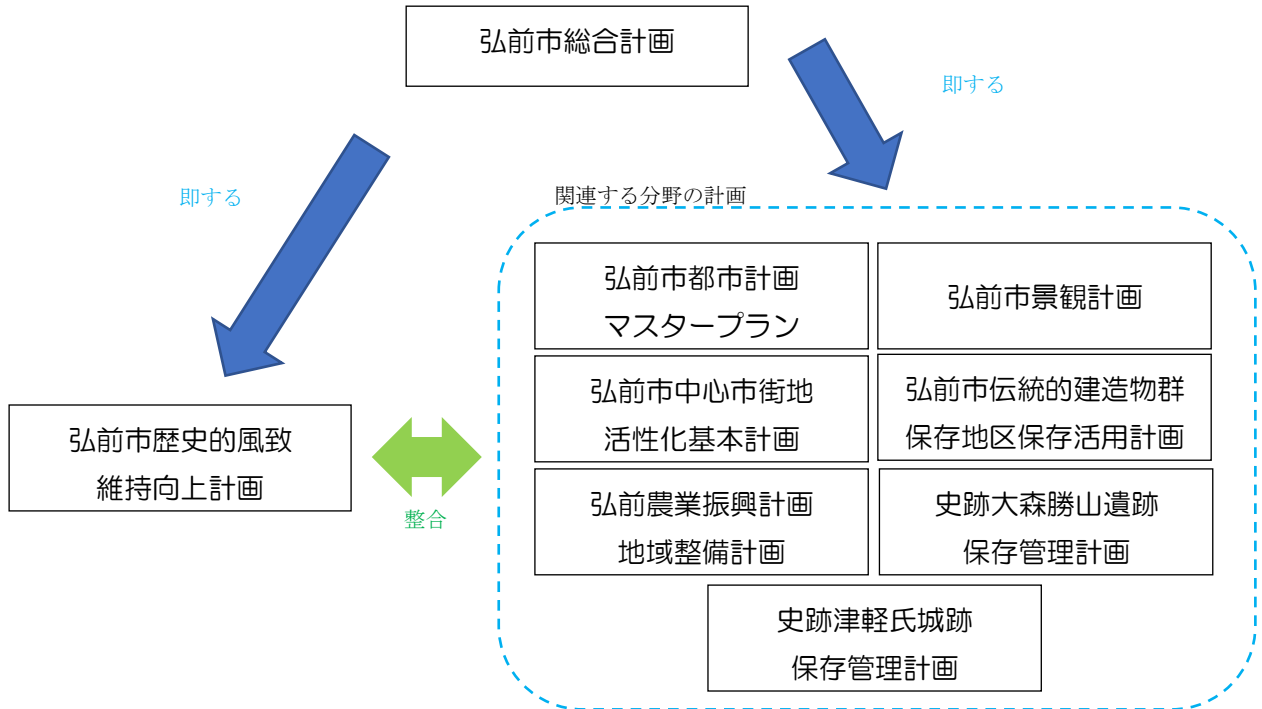 弘前市総合計画
即する
即する
関連する分野の計画
弘前市都市計画
マスタープラン
弘前市景観計画
弘前市中心市街地
活性化基本計画
弘前市伝統的建造物群
保存地区保存活用計画
弘前市歴史的風致
維持向上計画
整合
弘前農業振興計画
地域整備計画
史跡大森勝山遺跡
保存管理計画
史跡津軽氏城跡
保存管理計画